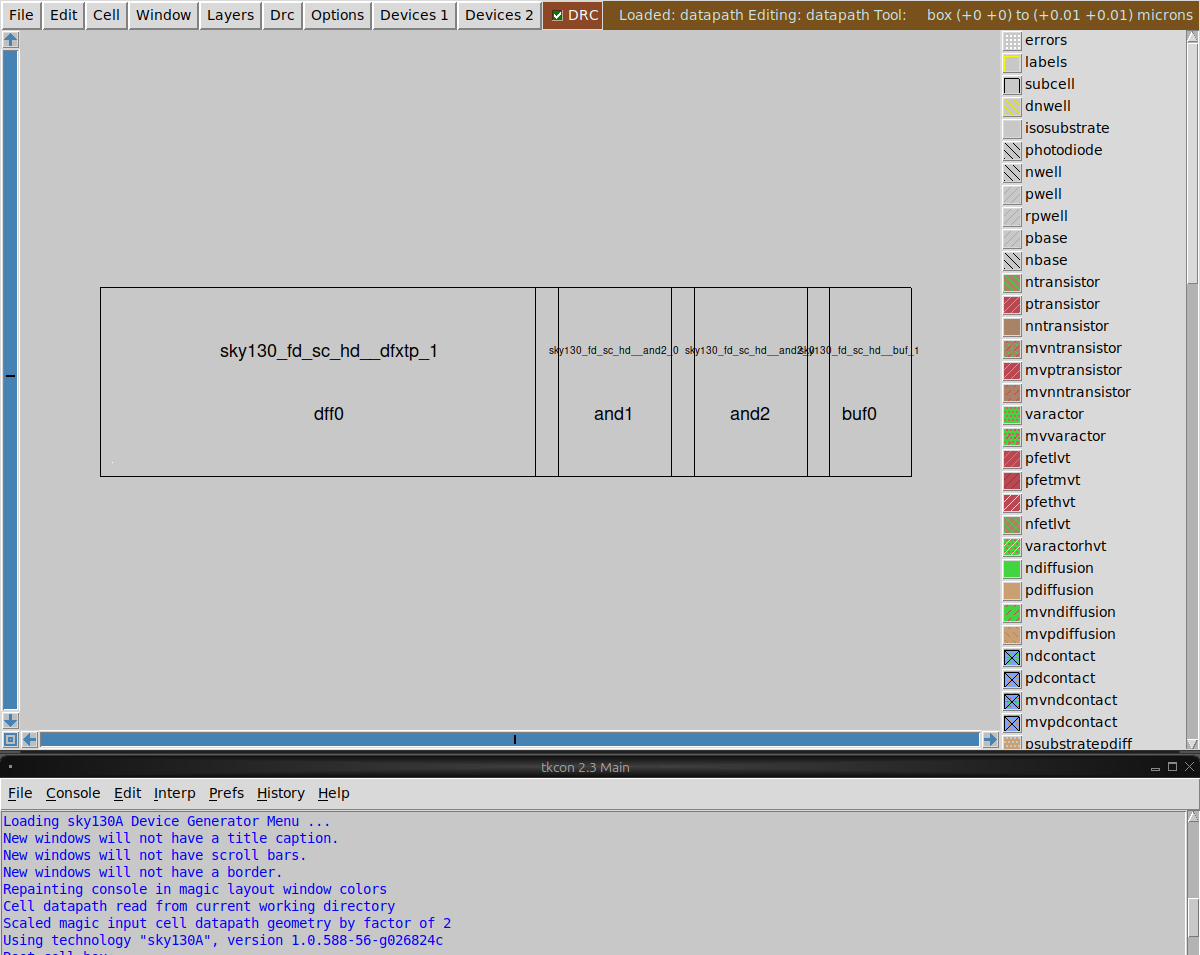 File Edit Cell Window Layers Drc Options Devices 1 Devices 2 DRC Loaded: datapath Editing: datapath Tool: box (+0 +0) to (+0.01 +0.01) microns
errors
labels
subcell
dnwell
isosubstrate
photodiode
nwell
pwell
rpwell
pbase
nbase
ntransistor
ptransistor
nntransistor
mvntransistor
mvptransistor
mvnntransistor
varactor
mvvaractor
pfetlvt
pfetmvt
pfethvt
nfetlvt
varactorhvt
ndiffusion
pdiffusion
mvndiffusion
mvpdiffusion
ndcontact
pdcontact
mvndcontact
mvpdcontact
psubstratepdiff
sky130_fd_sc_hd__dfxtp_1 sky130_fd_sc_hd__and2_0 sky130_fd_sc_hd__and2_0 sky130_fd_sc_hd__buf_1
dff0 and1 and2 buf0
tkcon 2.3 Main
File Console Edit Interp Prefs History Help
Loading sky130A Device Generator Menu ...
New windows will not have a title caption.
New windows will not have scroll bars.
New windows will not have a border.
Repainting console in magic layout window colors
Cell datapath read from current working directory
Scaled magic input cell datapath geometry by factor of 2
Using technology "sky130A", version 1.0.588-56-g026824c